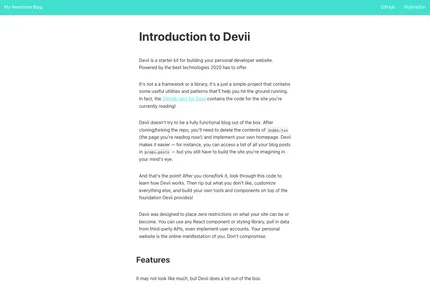 My Awesome Blog
GitHub
Motivation
Introduction to Devii
Devii is a starter kit for building your personal developer website.
Powered by the best technologies 2020 has to offer.
It's not a a framework or a library, it's a just a simple project that contains
some useful utilities and patterns that'll help you hit the ground running.
In fact, the GitHub repo for Devii contains the code for the site you're
currently reading!
Devii doesn't try to be a fully functional blog out of the box. After
cloning/forking the repo, you'll need to delete the contents of index.tsx
(the page you're reading now!) and implement your own homepage. Devii
makes it easier — for instance, you can access a list of all your blog posts
in props.posts — but you still have to build the site you're imagining in
your mind's eye.
And that's the point! After you clone/fork it, look through this code to
learn how Devii works. Then rip out what you don't like, customize
everything else, and build your own tools and components on top of the
foundation Devii provides!
Devii was designed to place zero restrictions on what your site can be or
become. You can use any React component or styling library, pull in data
from third-party APIs, even implement user accounts. Your personal
website is the online manifestation of you. Don't compromise.
Features
It may not look like much, but Devii does a lot out of the box.